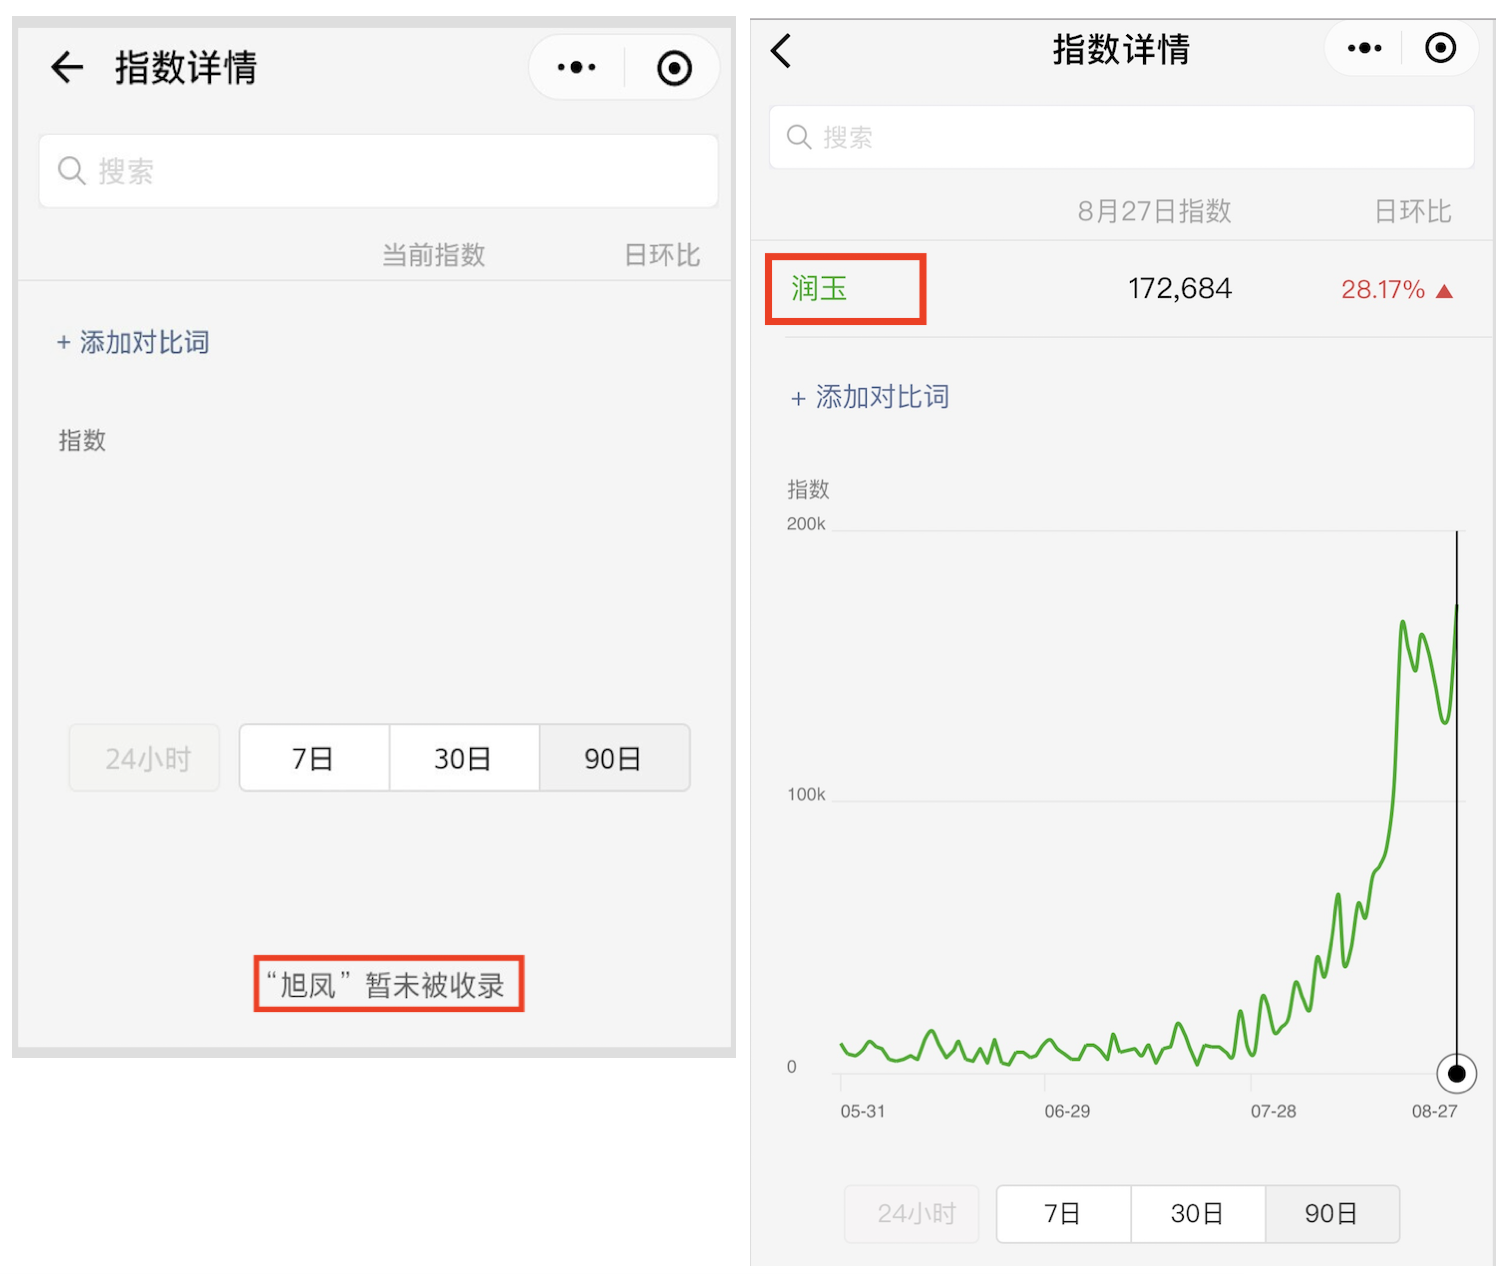 指数详情
搜索
当前指数 日环比
+ 添加对比词
指数
24小时 7日 30日 90日
“旭凤”暂未被收录
指数详情
搜索
8月27日指数 日环比
润玉 172,684 28.17% ▲
+ 添加对比词
指数
200k
100k
0
05-31 06-29 07-28 08-27
24小时 7日 30日 90日